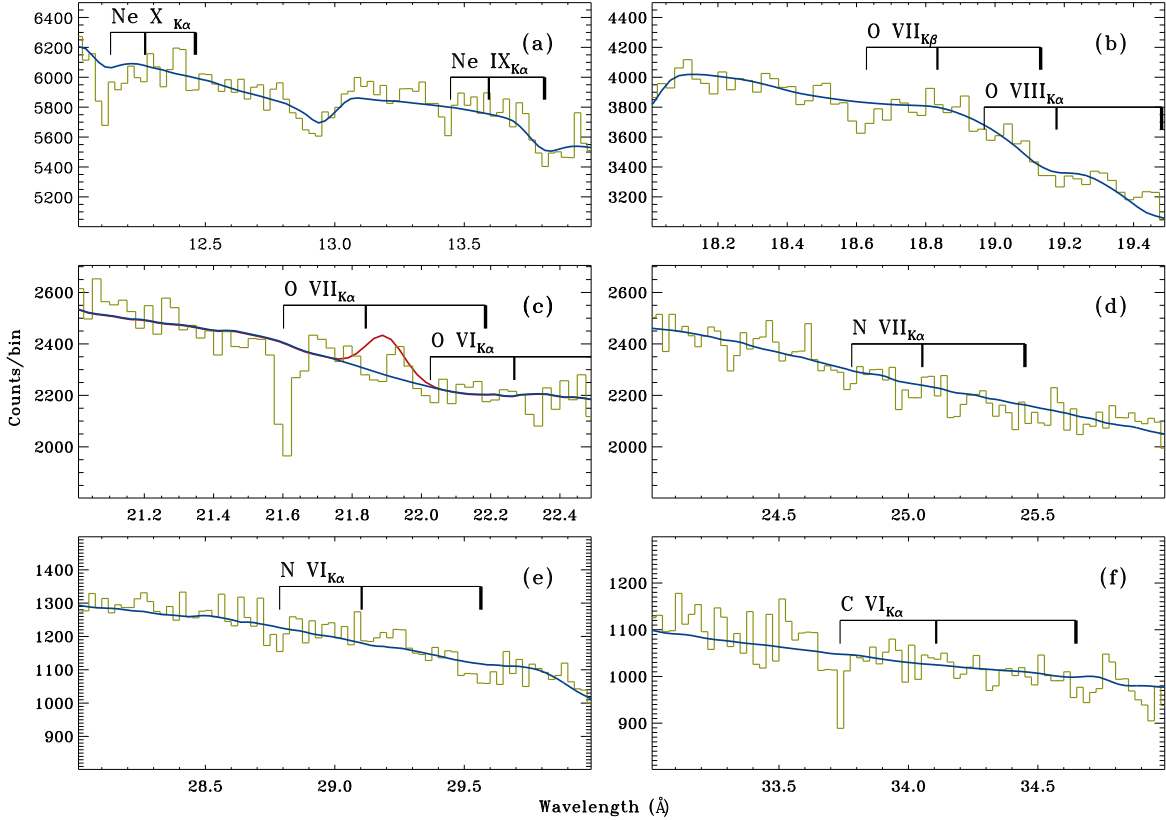 6400
6200
6000
5800
5600
5400
5200
Ne X Kα
Ne IX Kα
(a)
12.5 13.0 13.5
4400
4200
4000
3800
3600
3400
3200
O VII Kβ
O VIII Kα
(b)
18.2 18.4 18.6 18.8 19.0 19.2 19.4
2600
2400
2200
2000
O VII Kα
O VI Kα
(c)
21.2 21.4 21.6 21.8 22.0 22.2 22.4
2600
2400
2200
2000
N VII Kα
(d)
24.5 25.0 25.5
1400
1300
1200
1100
1000
900
800
N VI Kα
(e)
28.5 29.0 29.5
1200
1100
1000
900
C VI Kα
(f)
33.5 34.0 34.5
Counts/bin
Wavelength (Å)